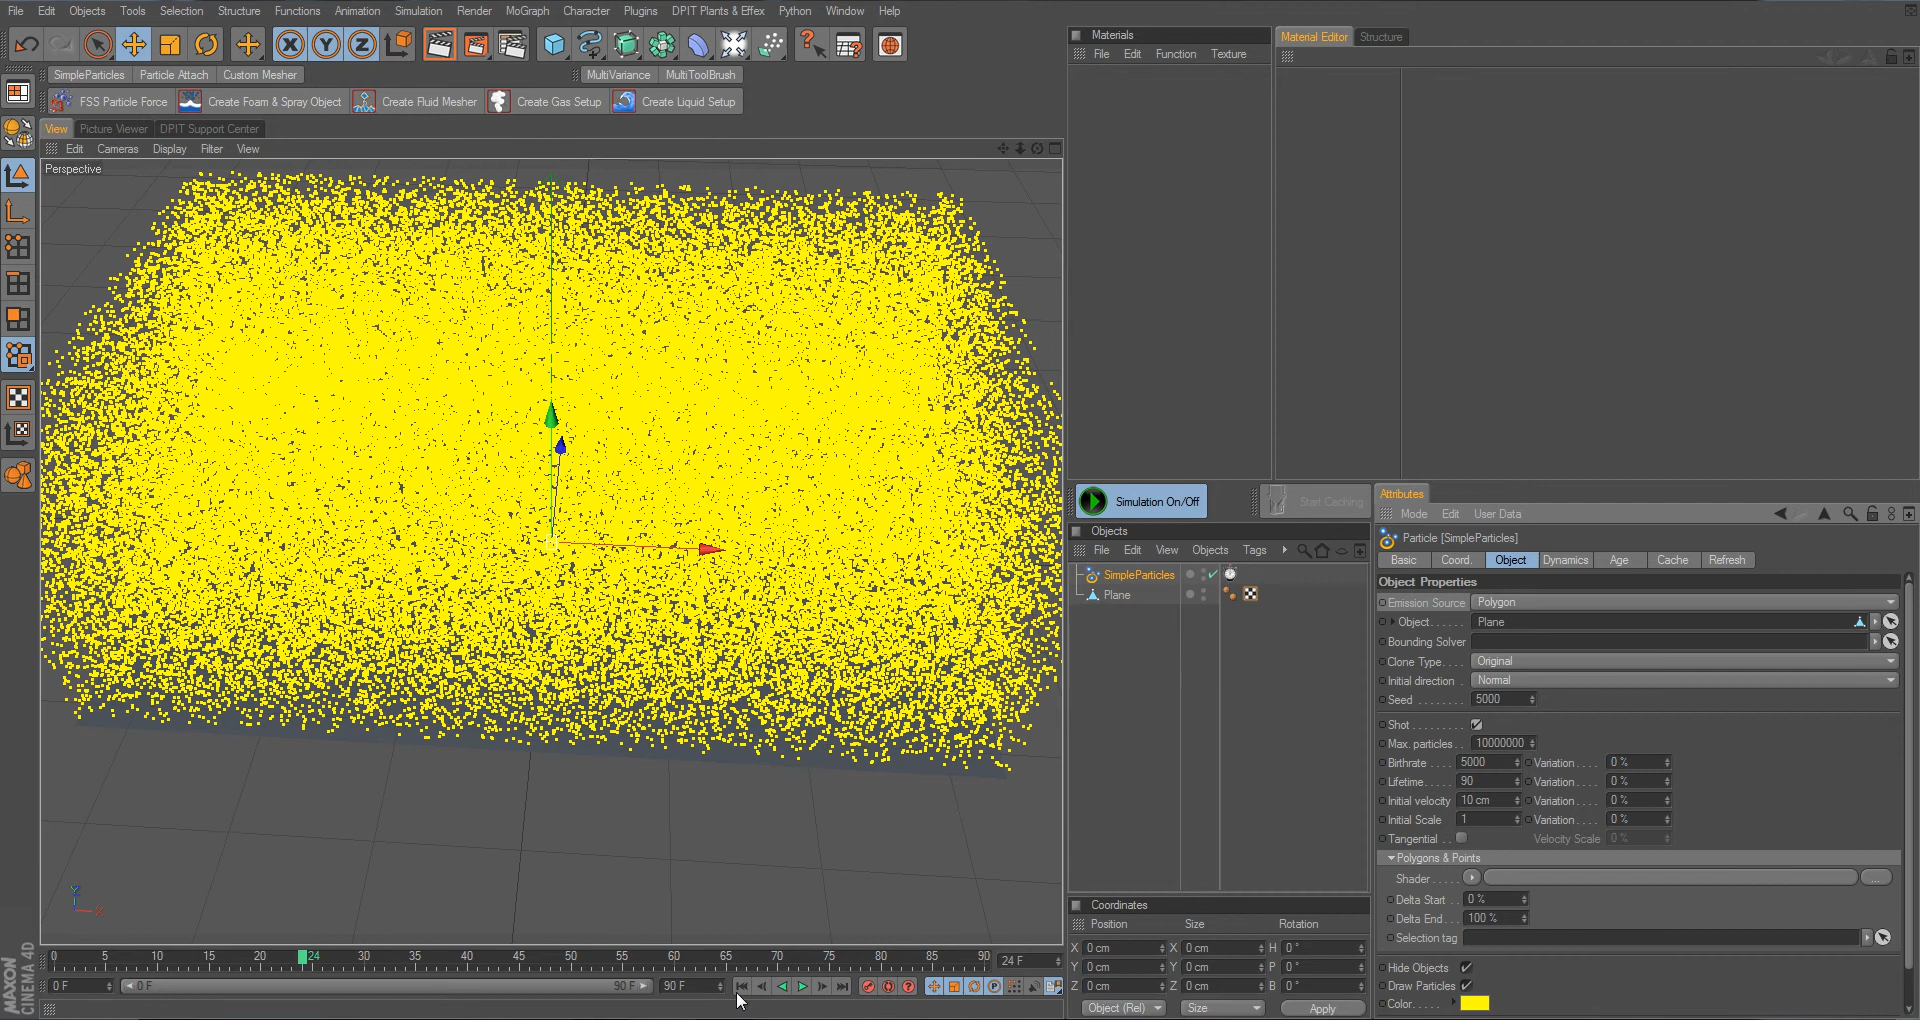 File Edit Objects Tools Selection Structure Functions Animation Simulation Render MoGraph Character Plugins DPIT Plants & Effex Python Window Help
SimpleParticles Particle Attach Custom Mesher MultiVariance MultiToolBrush
FSS Particle Force Create Foam & Spray Object Create Fluid Mesher Create Gas Setup Create Liquid Setup
View Picture Viewer DPIT Support Center
Edit Cameras Display Filter View
Perspective
X Y Z
Y
X
0 5 10 15 20 24 30 35 40 45 50 55 60 65 70 75 80 85 90 24 F
0 F 0 F 90 F 90 F
MAXON
CINEMA 4D
Materials
File Edit Function Texture
Material Editor Structure
Simulation On/Off Start Caching
Objects
File Edit View Objects Tags
SimpleParticles
Plane
Coordinates
Position Size Rotation
X 0 cm X 0 cm H 0 °
Y 0 cm Y 0 cm P 0 °
Z 0 cm Z 0 cm B 0 °
Object (Rel) Size Apply
Attributes
Mode Edit User Data
Particle [SimpleParticles]
Basic Coord. Object Dynamics Age Cache Refresh
Object Properties
Emission Source Polygon
Object...... Plane
Bounding Solver
Clone Type.... Original
Initial direction . Normal
Seed........ 5000
Shot.........
Max. particles.. 10000000
Birthrate .... 5000 Variation.... 0 %
Lifetime..... 90 Variation.... 0 %
Initial velocity 10 cm Variation.... 0 %
Initial Scale 1 Variation.... 0 %
Tangential .. Velocity Scale 0 %
Polygons & Points
Shader ..... ...
Delta Start .. 0 %
Delta End... 100 %
Selection tag
Hide Objects
Draw Particles
Color.....